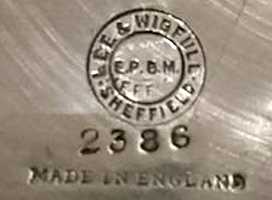 LEE & WIGFULL
E.P.B.M.
SHEFFIELD
2386
MADE IN ENGLAND